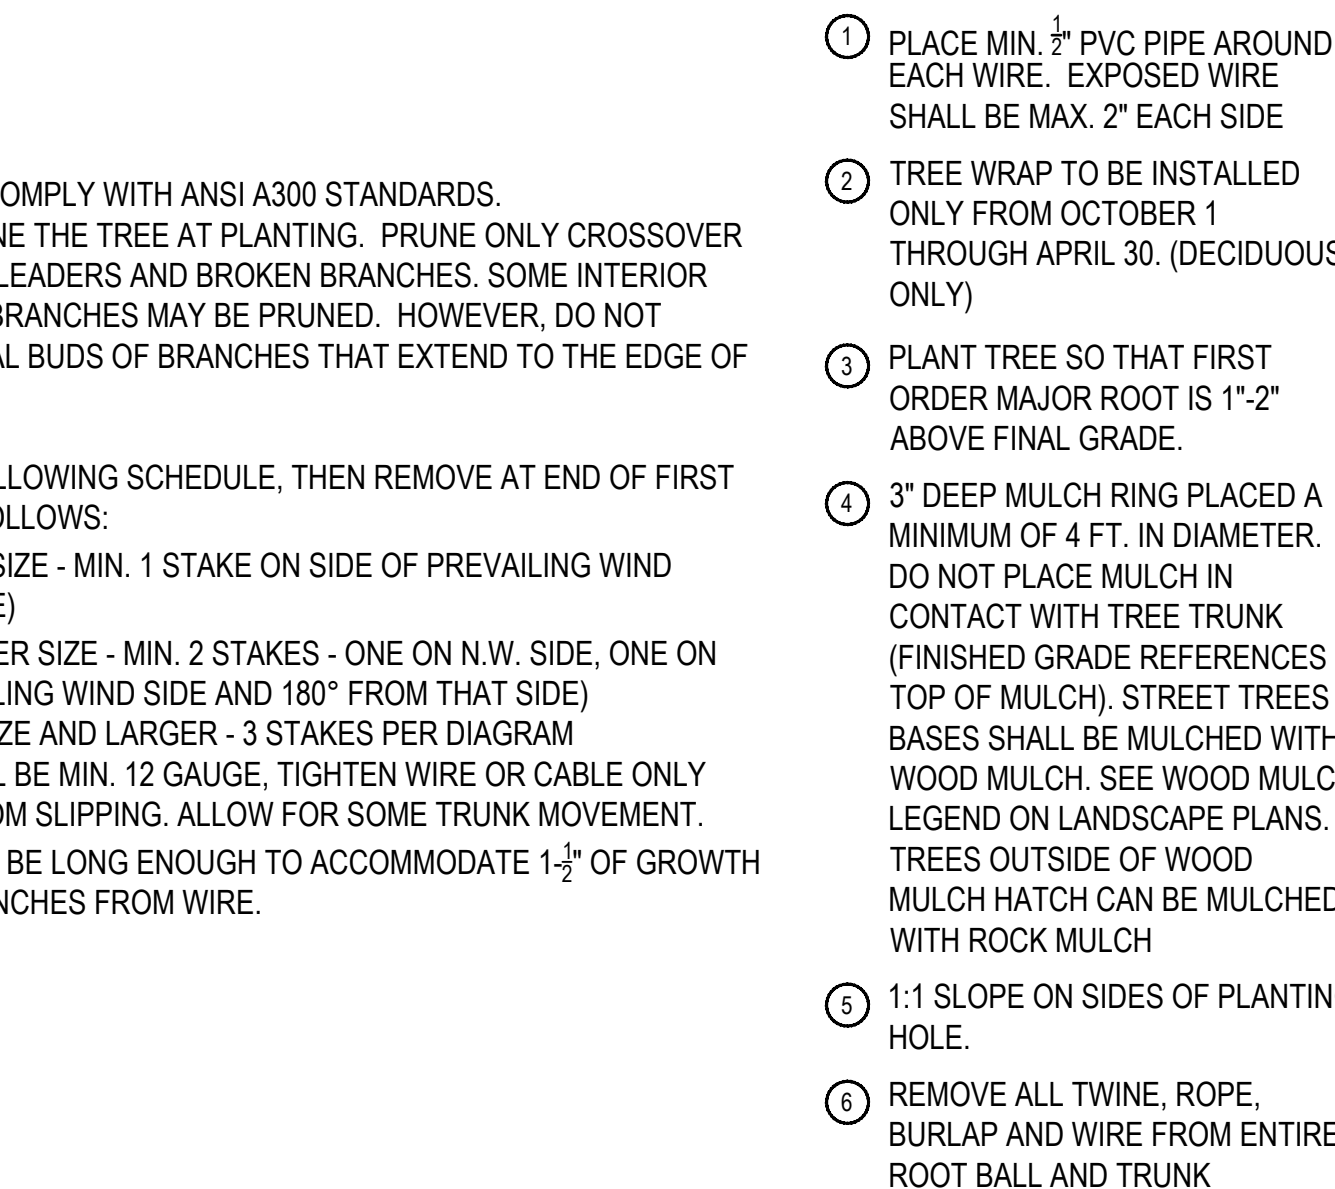 OMPLY WITH ANSI A300 STANDARDS.
NE THE TREE AT PLANTING. PRUNE ONLY CROSSOVER
LEADERS AND BROKEN BRANCHES. SOME INTERIOR
BRANCHES MAY BE PRUNED. HOWEVER, DO NOT
AL BUDS OF BRANCHES THAT EXTEND TO THE EDGE OF
LLOWING SCHEDULE, THEN REMOVE AT END OF FIRST
OLLOWS:
SIZE - MIN. 1 STAKE ON SIDE OF PREVAILING WIND
E)
ER SIZE - MIN. 2 STAKES - ONE ON N.W. SIDE, ONE ON
LING WIND SIDE AND 180° FROM THAT SIDE)
ZE AND LARGER - 3 STAKES PER DIAGRAM
L BE MIN. 12 GAUGE, TIGHTEN WIRE OR CABLE ONLY
OM SLIPPING. ALLOW FOR SOME TRUNK MOVEMENT.
BE LONG ENOUGH TO ACCOMMODATE 1-1/2" OF GROWTH
NCHES FROM WIRE.
1 PLACE MIN. 1/2" PVC PIPE AROUND
EACH WIRE. EXPOSED WIRE
SHALL BE MAX. 2" EACH SIDE
2 TREE WRAP TO BE INSTALLED
ONLY FROM OCTOBER 1
THROUGH APRIL 30. (DECIDUOUS
ONLY)
3 PLANT TREE SO THAT FIRST
ORDER MAJOR ROOT IS 1"-2"
ABOVE FINAL GRADE.
4 3" DEEP MULCH RING PLACED A
MINIMUM OF 4 FT. IN DIAMETER.
DO NOT PLACE MULCH IN
CONTACT WITH TREE TRUNK
(FINISHED GRADE REFERENCES
TOP OF MULCH). STREET TREES
BASES SHALL BE MULCHED WITH
WOOD MULCH. SEE WOOD MULC
LEGEND ON LANDSCAPE PLANS.
TREES OUTSIDE OF WOOD
MULCH HATCH CAN BE MULCHED
WITH ROCK MULCH
5 1:1 SLOPE ON SIDES OF PLANTIN
HOLE.
6 REMOVE ALL TWINE, ROPE,
BURLAP AND WIRE FROM ENTIRE
ROOT BALL AND TRUNK